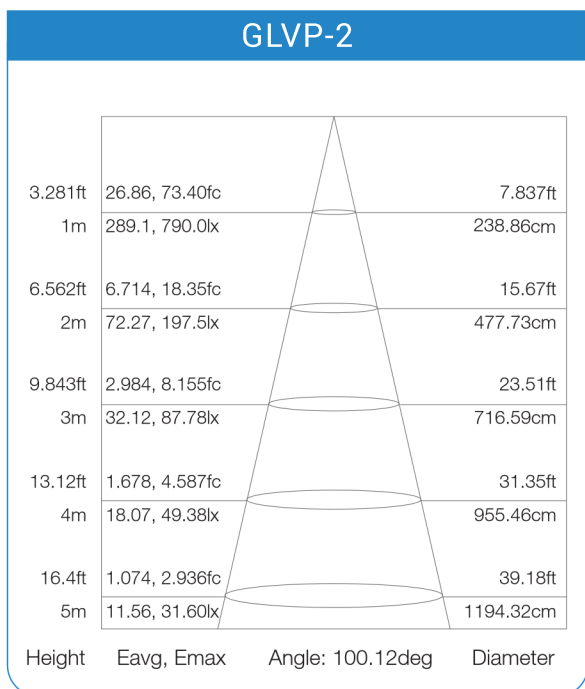 GLVP-2
3.281ft 26.86, 73.40fc 7.837ft
1m 289.1, 790.0lx 238.86cm
6.562ft 6.714, 18.35fc 15.67ft
2m 72.27, 197.5lx 477.73cm
9.843ft 2.984, 8.155fc 23.51ft
3m 32.12, 87.78lx 716.59cm
13.12ft 1.678, 4.587fc 31.35ft
4m 18.07, 49.38lx 955.46cm
16.4ft 1.074, 2.936fc 39.18ft
5m 11.56, 31.60lx 1194.32cm
Height Eavg, Emax Angle: 100.12deg Diameter